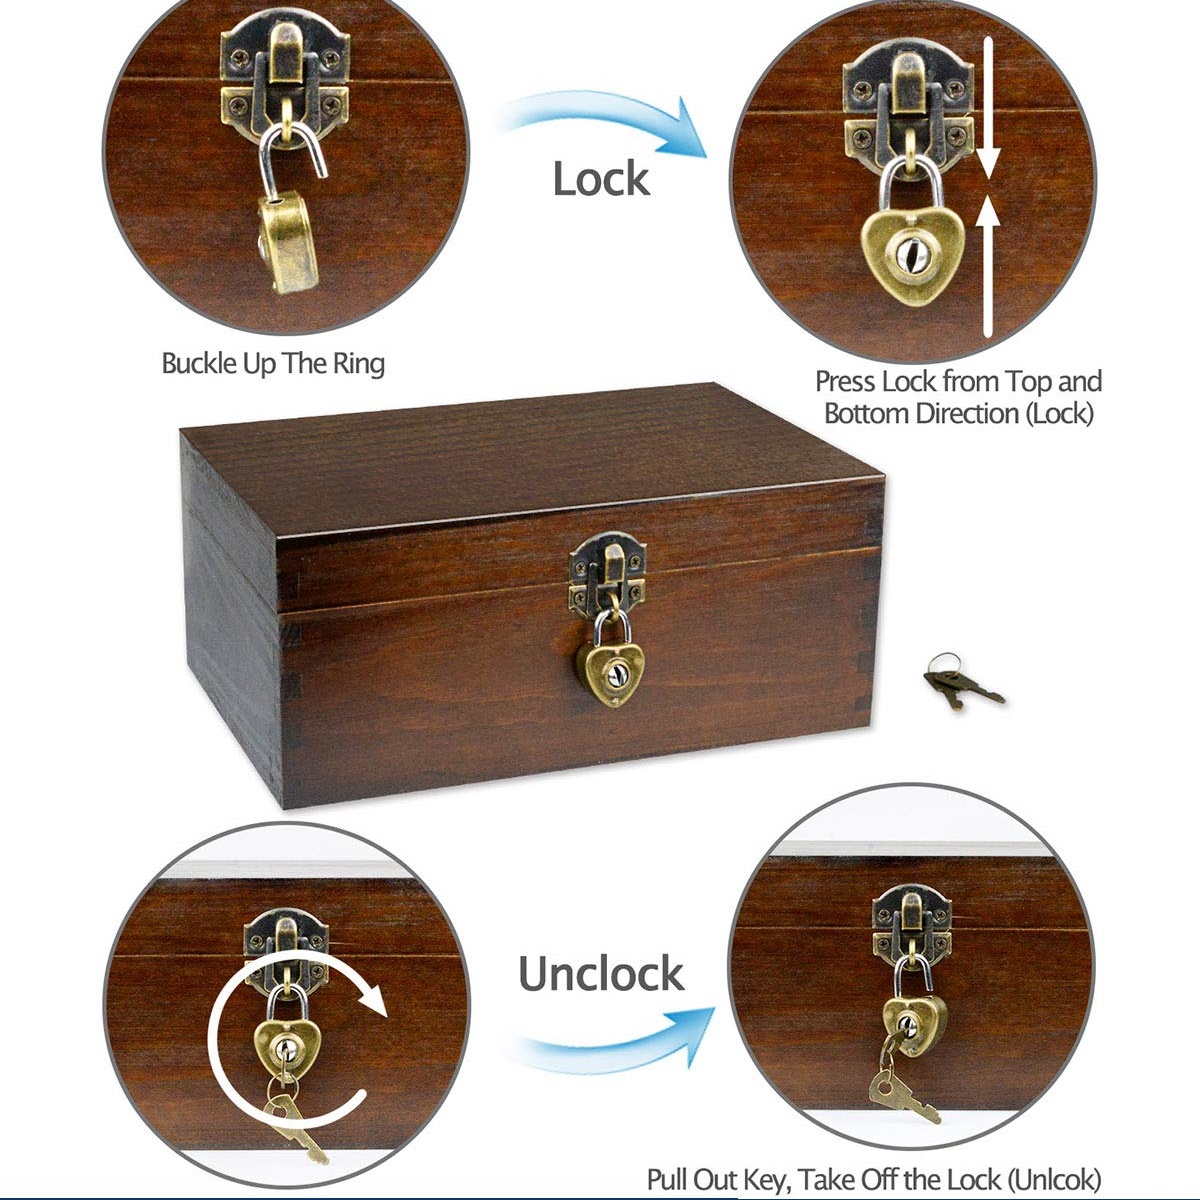 Lock
Buckle Up The Ring
Press Lock from Top and
Bottom Direction (Lock)
Unclock
Pull Out Key, Take Off the Lock (Unlcok)